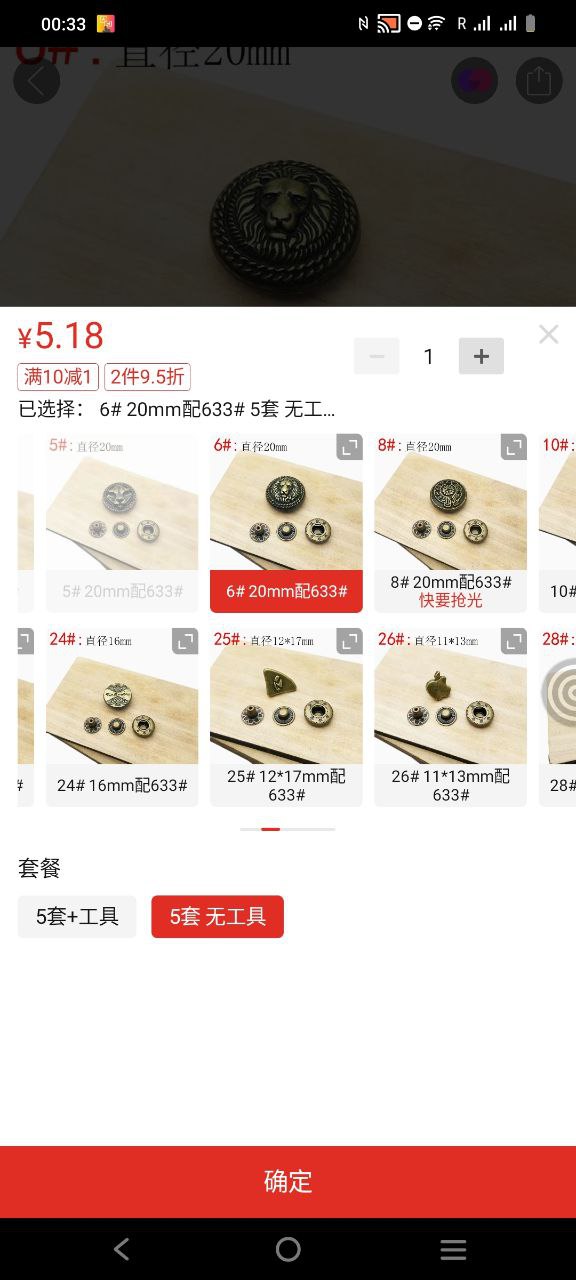 00:33
R
6#：直径20mm
¥5.18
1
满10减1
2件9.5折
已选择： 6# 20mm配633# 5套 无工...
5#：直径20mm
6#：直径20mm
8#：直径20mm
10#：
5# 20mm配633#
6# 20mm配633#
8# 20mm配633#
快要抢光
10#
24#：直径16mm
25#：直径12*17mm
26#：直径11*13mm
28#：
#
24# 16mm配633#
25# 12*17mm配
633#
26# 11*13mm配
633#
28#
套餐
5套+工具
5套 无工具
确定